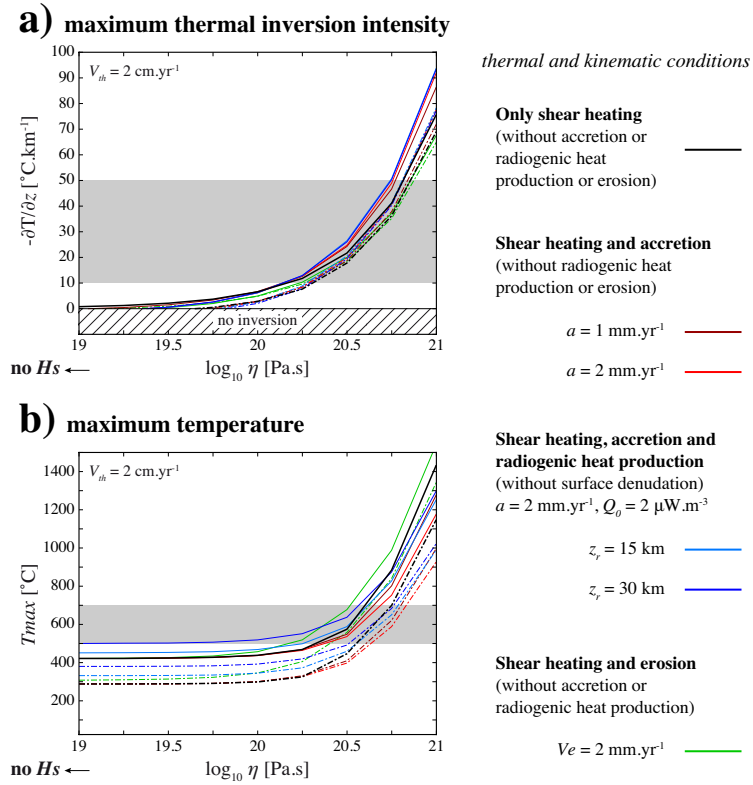 a) maximum thermal inversion intensity
V_th = 2 cm.yr⁻¹
-∂T/∂z [˚C.km⁻¹]
100
90
80
70
60
50
40
30
20
10
0
no inversion
19
19.5
20
20.5
21
no Hs ←
log₁₀ η [Pa.s]
b) maximum temperature
V_th = 2 cm.yr⁻¹
Tmax [˚C]
1400
1200
1000
800
600
400
200
19
19.5
20
20.5
21
no Hs ←
log₁₀ η [Pa.s]
thermal and kinematic conditions
Only shear heating
(without accretion or
radiogenic heat
production or erosion)
Shear heating and accretion
(without radiogenic heat
production or erosion)
a = 1 mm.yr⁻¹
a = 2 mm.yr⁻¹
Shear heating, accretion and
radiogenic heat production
(without surface denudation)
a = 2 mm.yr⁻¹, Q₀ = 2 µW.m⁻³
z_r = 15 km
z_r = 30 km
Shear heating and erosion
(without accretion or
radiogenic heat production)
Ve = 2 mm.yr⁻¹